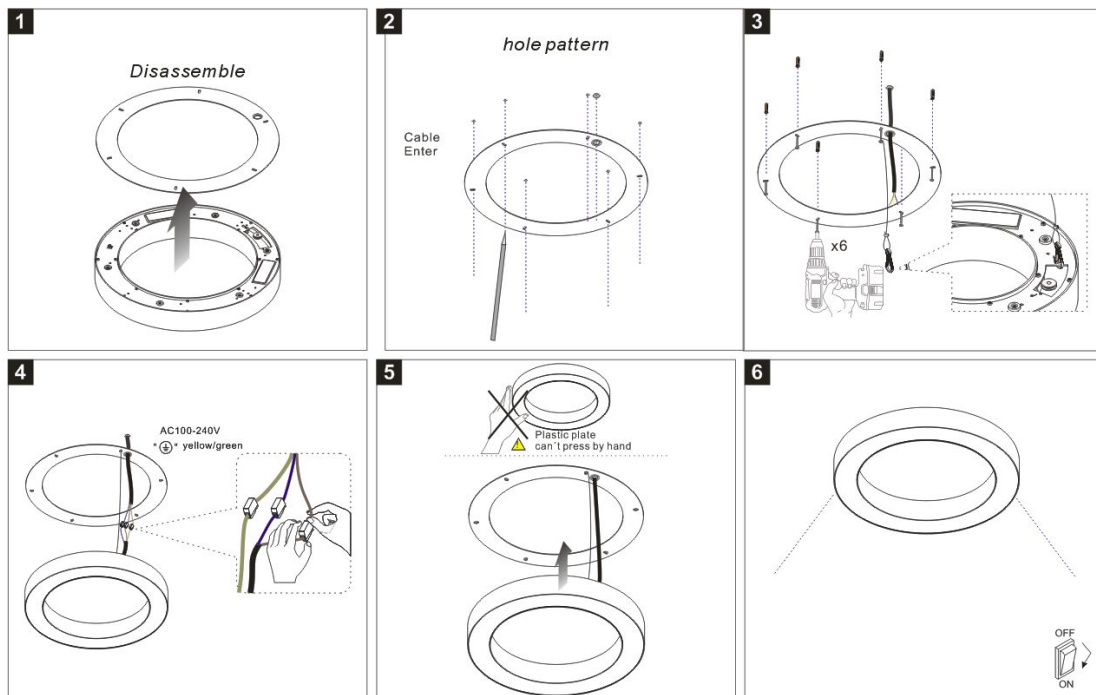 1
Disassemble
2
hole pattern
Cable
Enter
3
x6
4
AC100-240V
"⏚" yellow/green
5
Plastic plate
can´t press by hand
6
OFF
ON